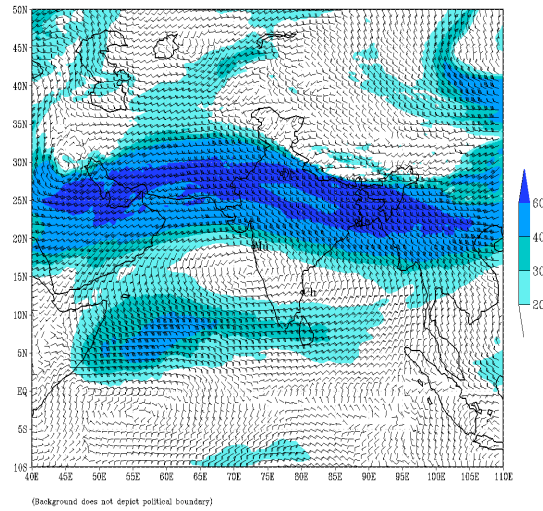 50N
45N
40N
35N
30N
25N
20N
15N
10N
5N
EQ
5S
10S
40E 45E 50E 55E 60E 65E 70E 75E 80E 85E 90E 95E 100E 105E 110E
60
40
30
20
Mu
Ch
(Background does not depict political boundary)